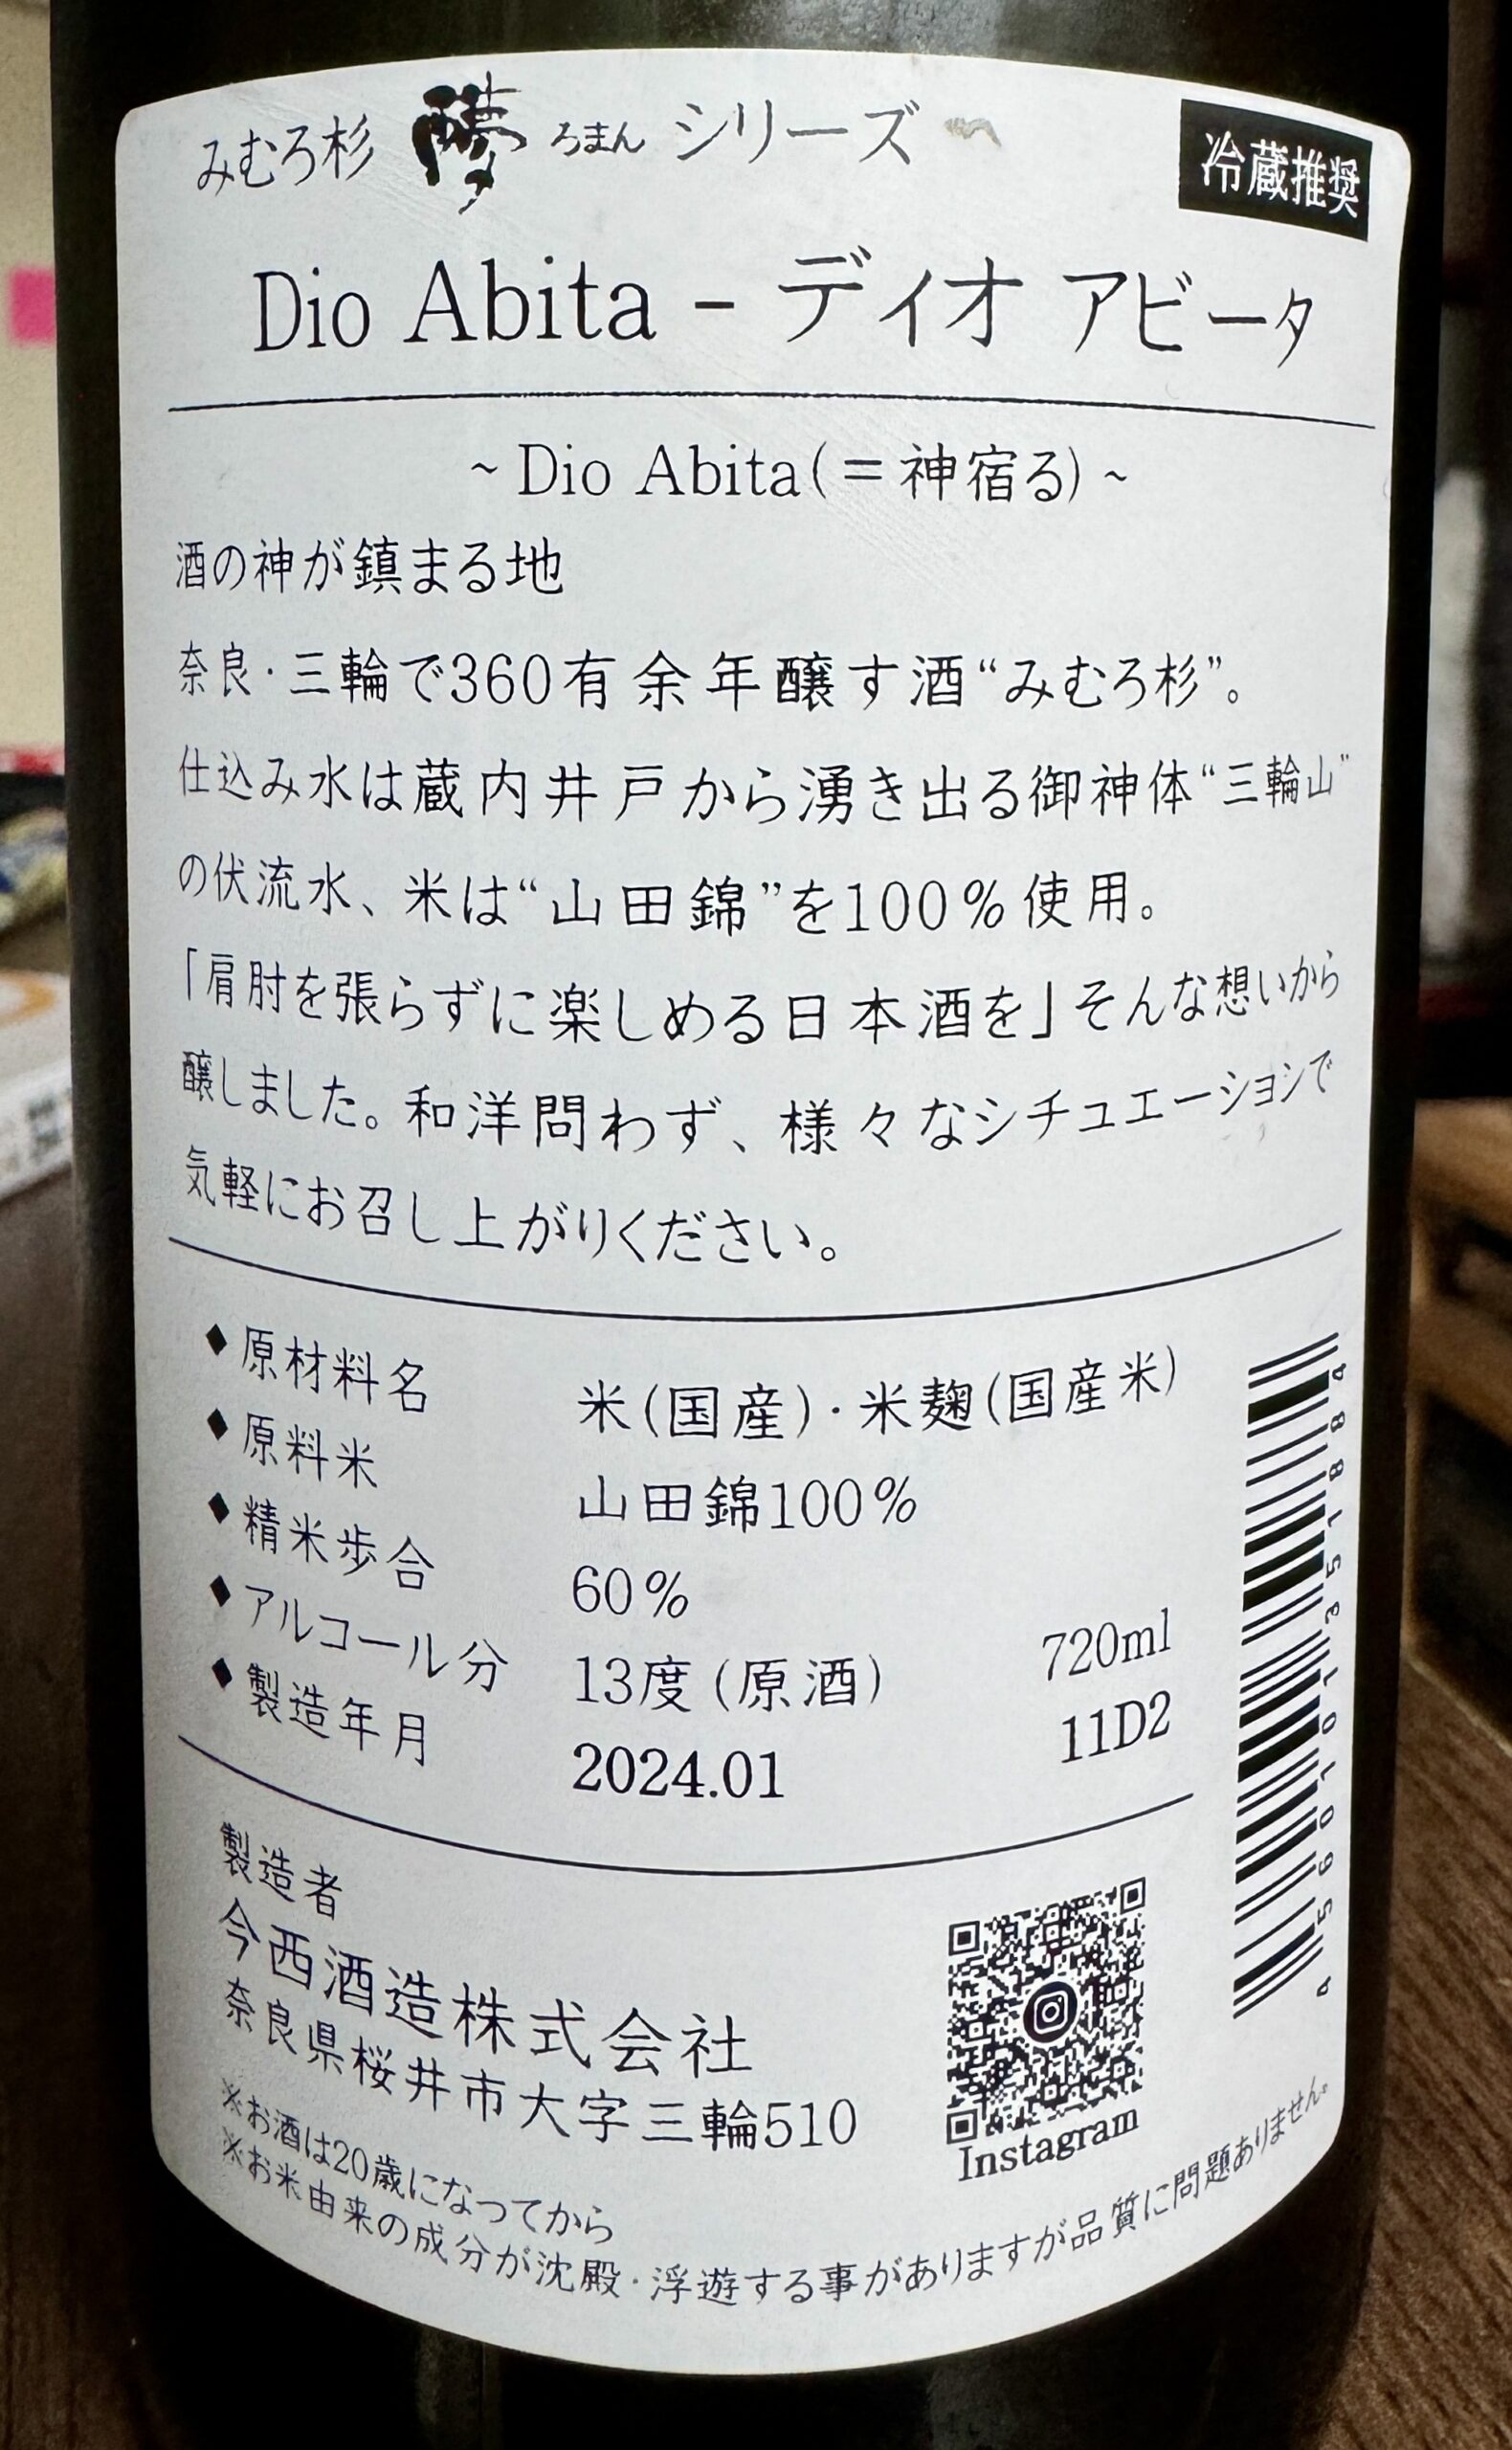 みむろ杉 夢 ろまん シリーズ
冷蔵推奨
Dio Abita - ディオ アビータ
~ Dio Abita(=神宿る) ~
酒の神が鎮まる地
奈良・三輪で360有余年醸す酒“みむろ杉”。
仕込み水は蔵内井戸から湧き出る御神体“三輪山”
の伏流水、米は“山田錦”を100%使用。
「肩肘を張らずに楽しめる日本酒を」そんな想いから
醸しました。和洋問わず、様々なシチュエーションで
気軽にお召し上がりください。
♦原材料名 米(国産)・米麹(国産米)
♦原料米 山田錦100%
♦精米歩合 60%
♦アルコール分 13度(原酒) 720ml
♦製造年月 2024.01 11D2
4560101351884
製造者
今西酒造株式会社
奈良県桜井市大字三輪510
Instagram
※お酒は20歳になってから
※お米由来の成分が沈殿・浮遊する事がありますが品質に問題ありません。